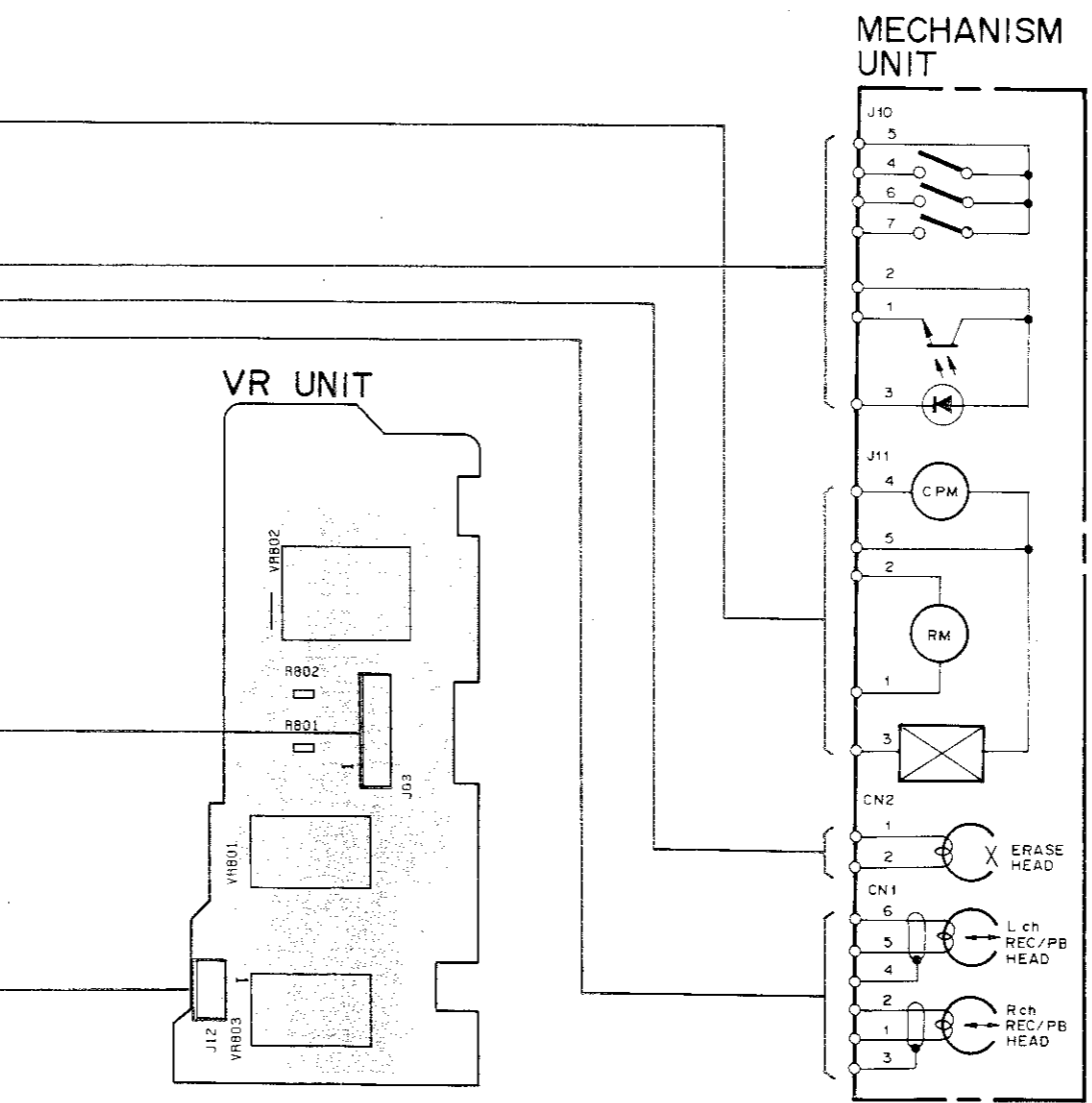 MECHANISM
UNIT
J10
5
4
6
7
2
1
3
J11
4
CPM
5
2
RM
1
3
CN2
1
2
ERASE
HEAD
CN1
6
5
4
L ch
REC/PB
HEAD
2
1
3
R ch
REC/PB
HEAD
VR UNIT
VR802
R802
R801
1
J03
VR801
J12
1
VR803